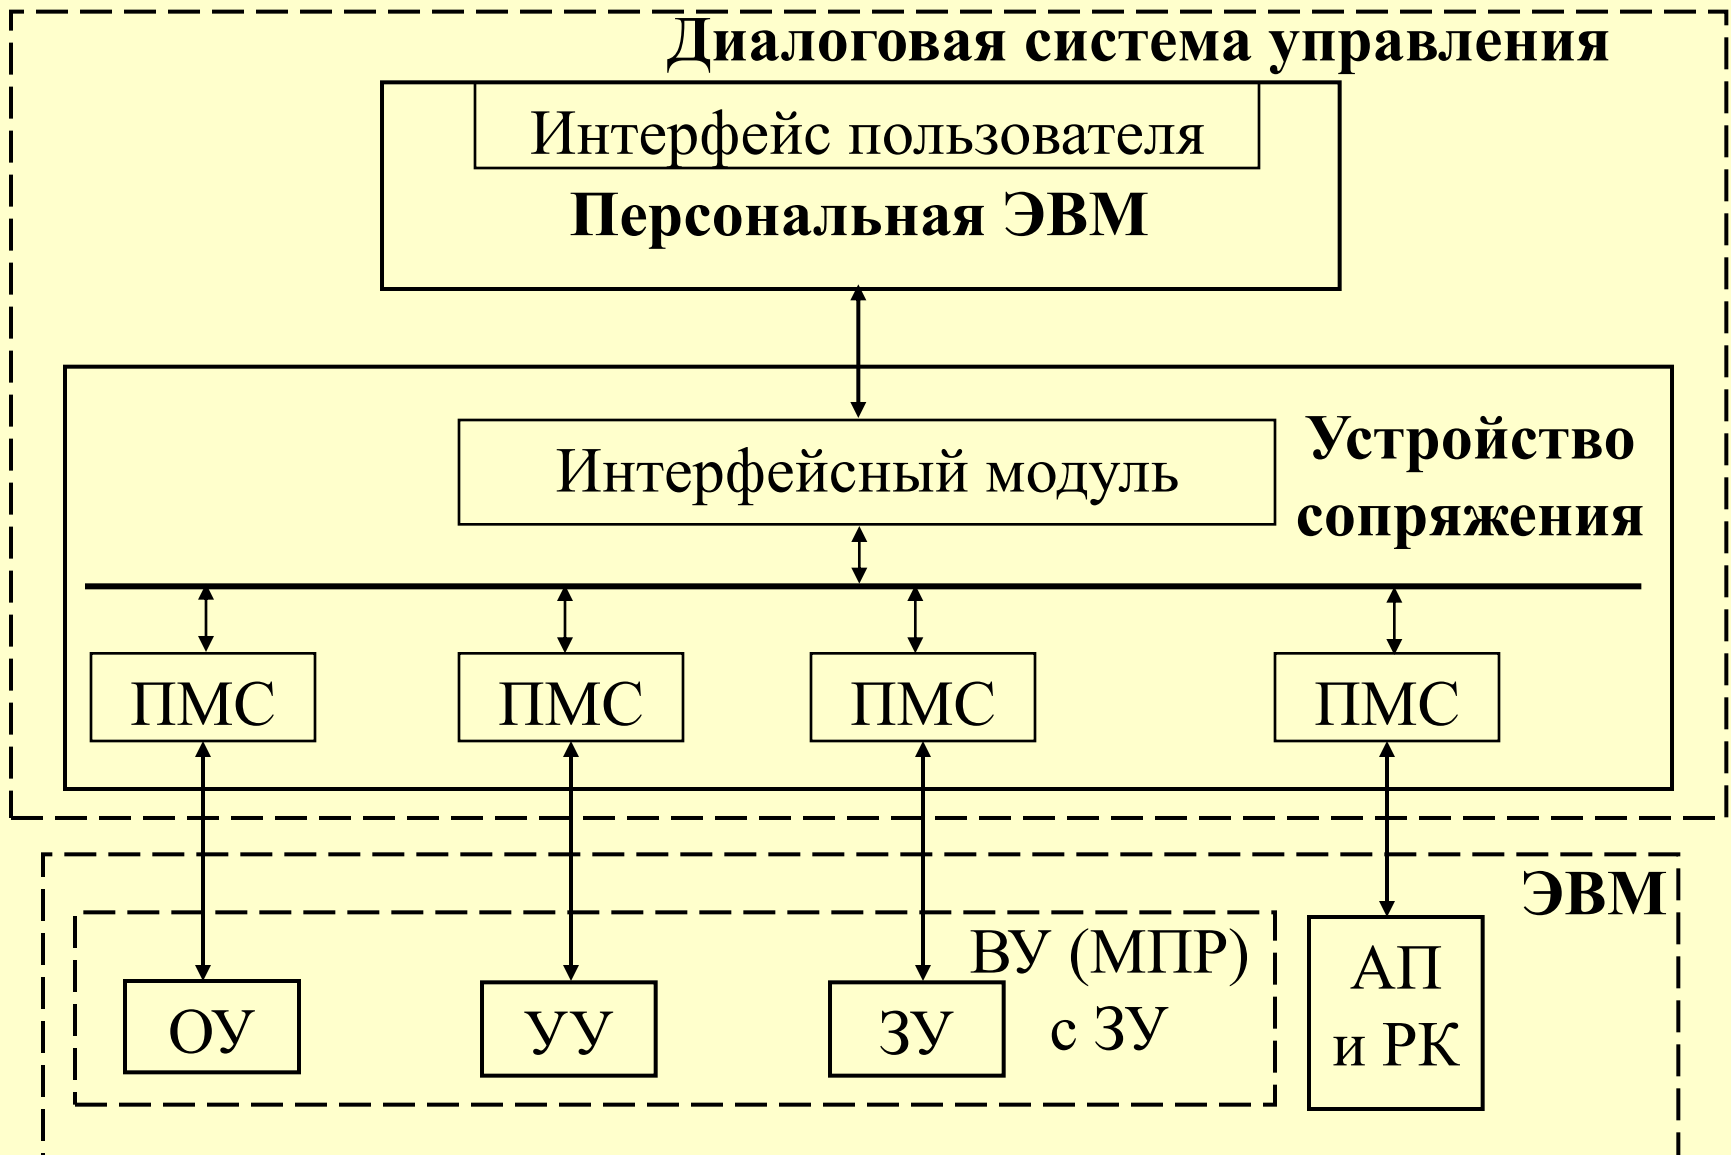 Диалоговая система управления
Интерфейс пользователя
Персональная ЭВМ
Интерфейсный модуль
Устройство
сопряжения
ПМС
ПМС
ПМС
ПМС
ЭВМ
ВУ (МПР)
с ЗУ
ОУ
УУ
ЗУ
АП
и РК